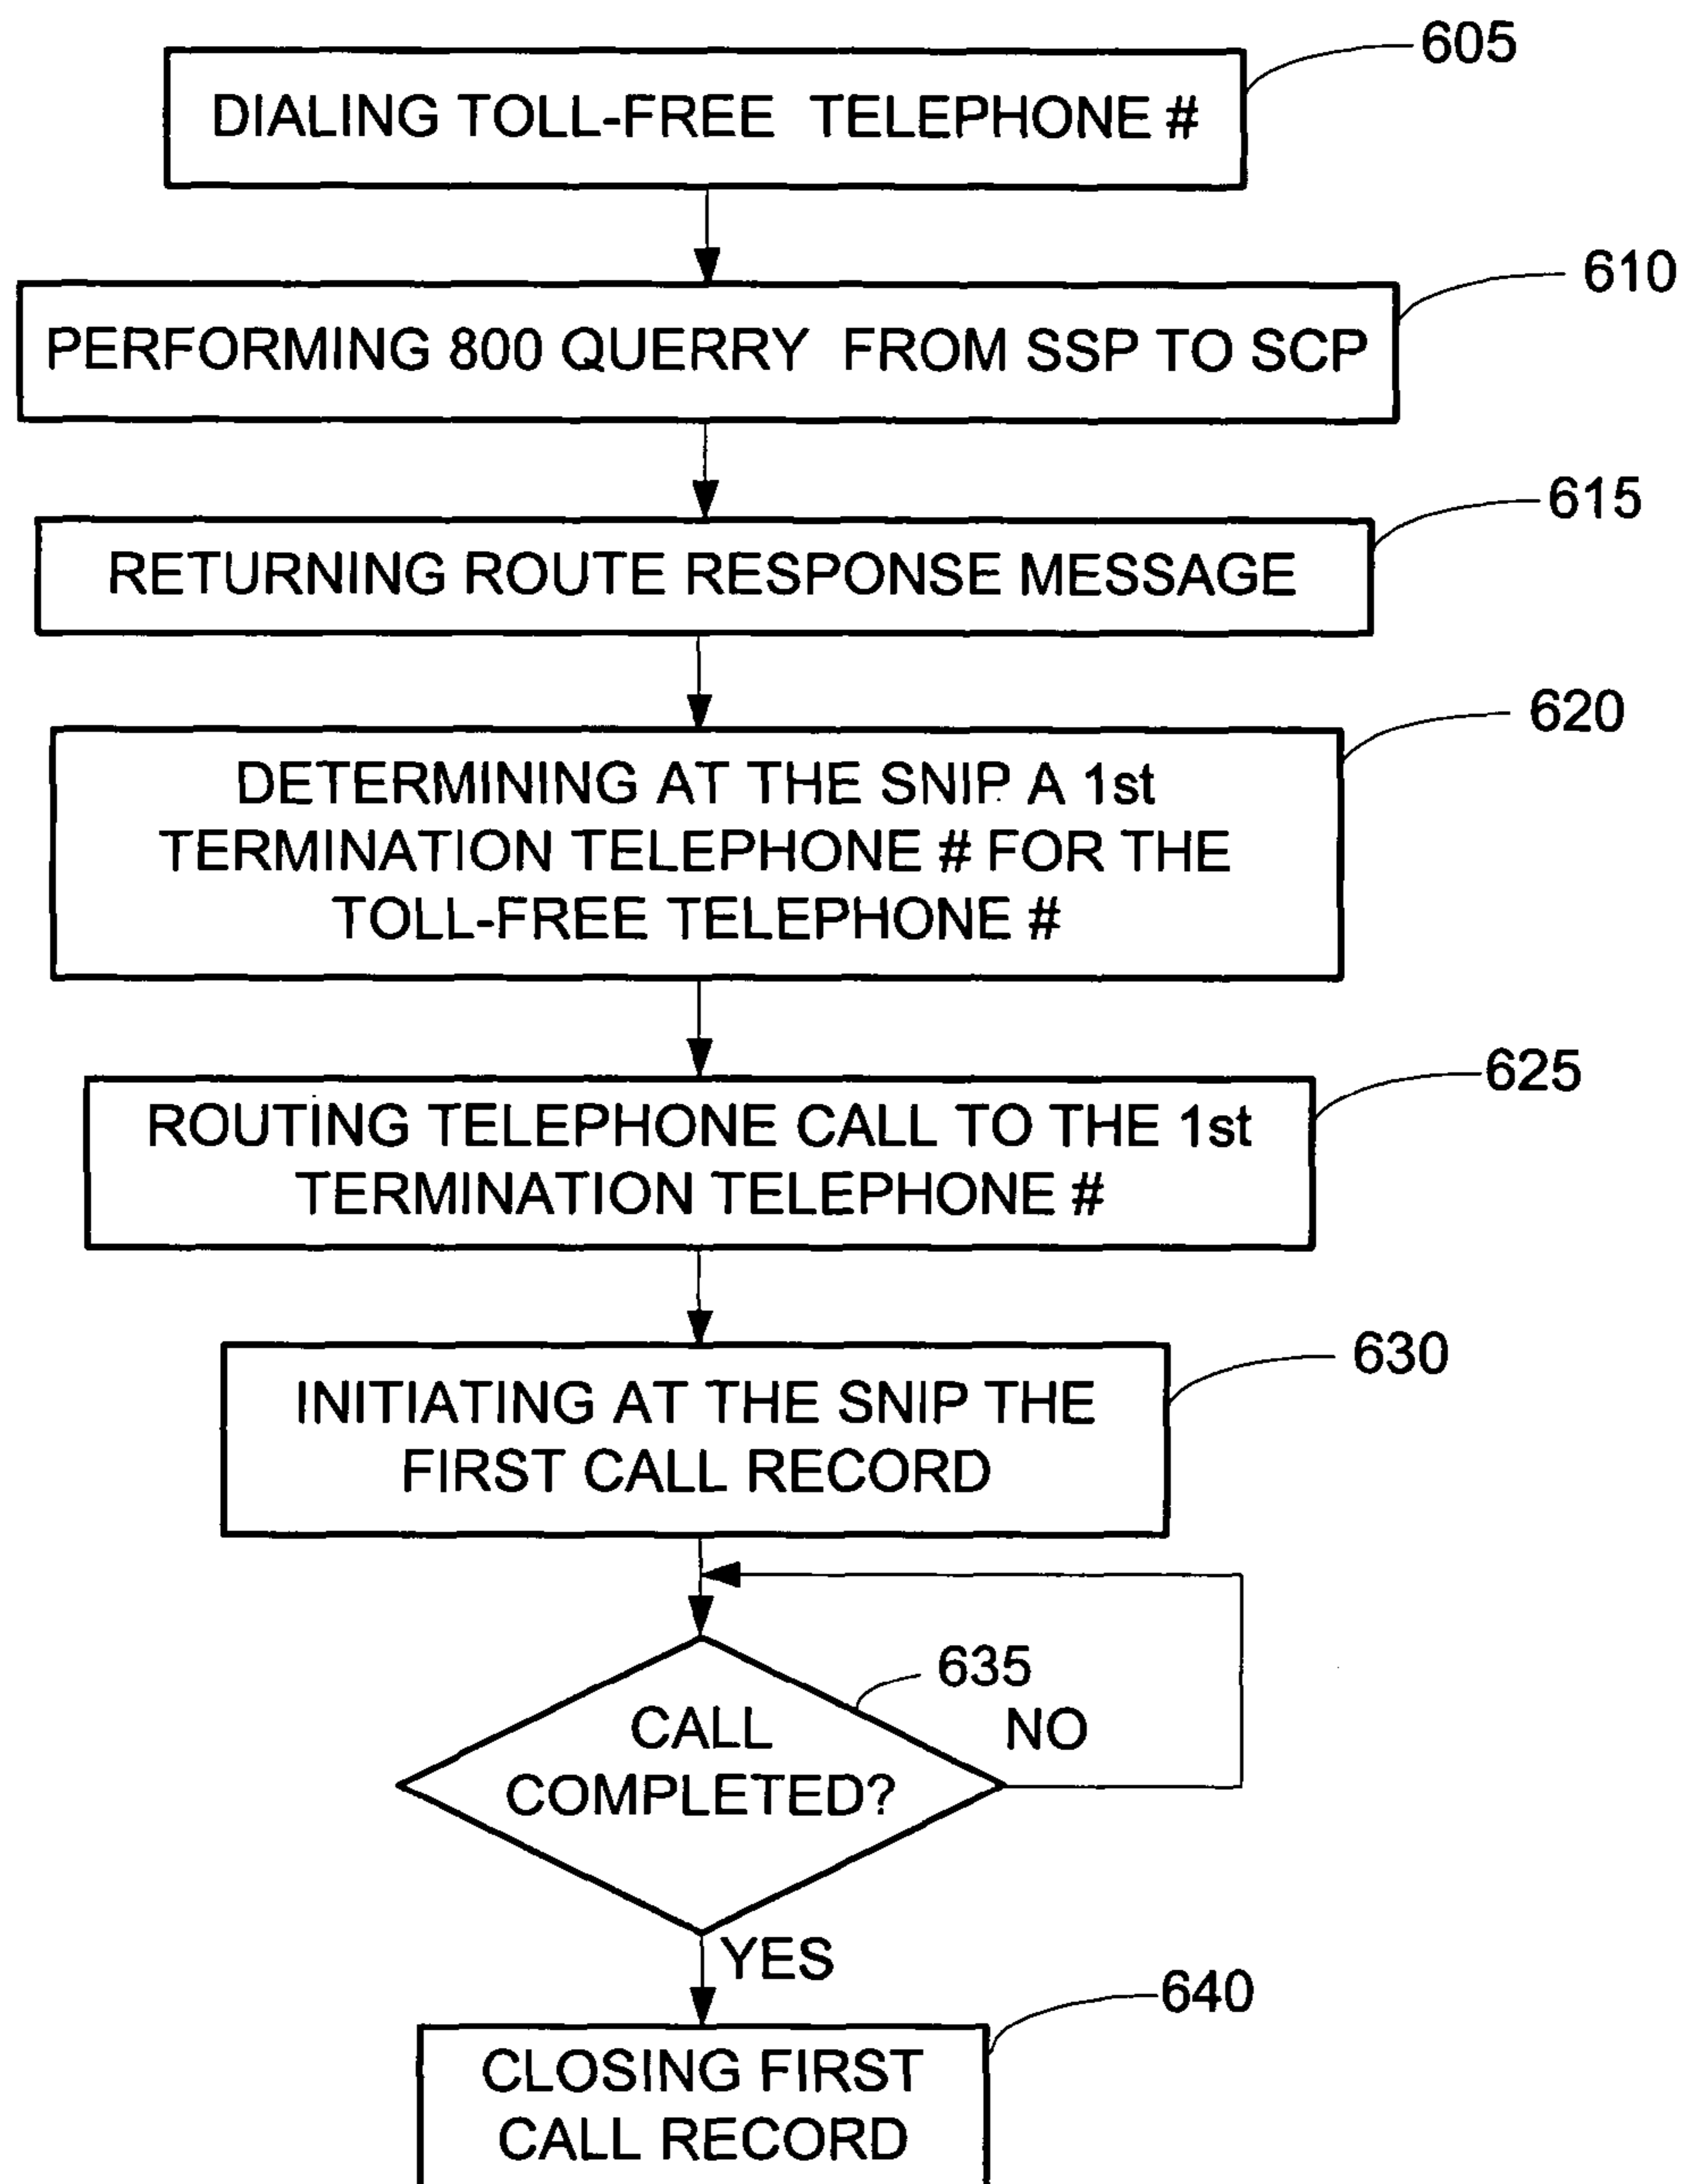 605
DIALING TOLL-FREE TELEPHONE #
610
PERFORMING 800 QUERRY FROM SSP TO SCP
615
RETURNING ROUTE RESPONSE MESSAGE
620
DETERMINING AT THE SNIP A 1st
TERMINATION TELEPHONE # FOR THE
TOLL-FREE TELEPHONE #
625
ROUTING TELEPHONE CALL TO THE 1st
TERMINATION TELEPHONE #
630
INITIATING AT THE SNIP THE
FIRST CALL RECORD
635
NO
CALL
COMPLETED?
YES
640
CLOSING FIRST
CALL RECORD